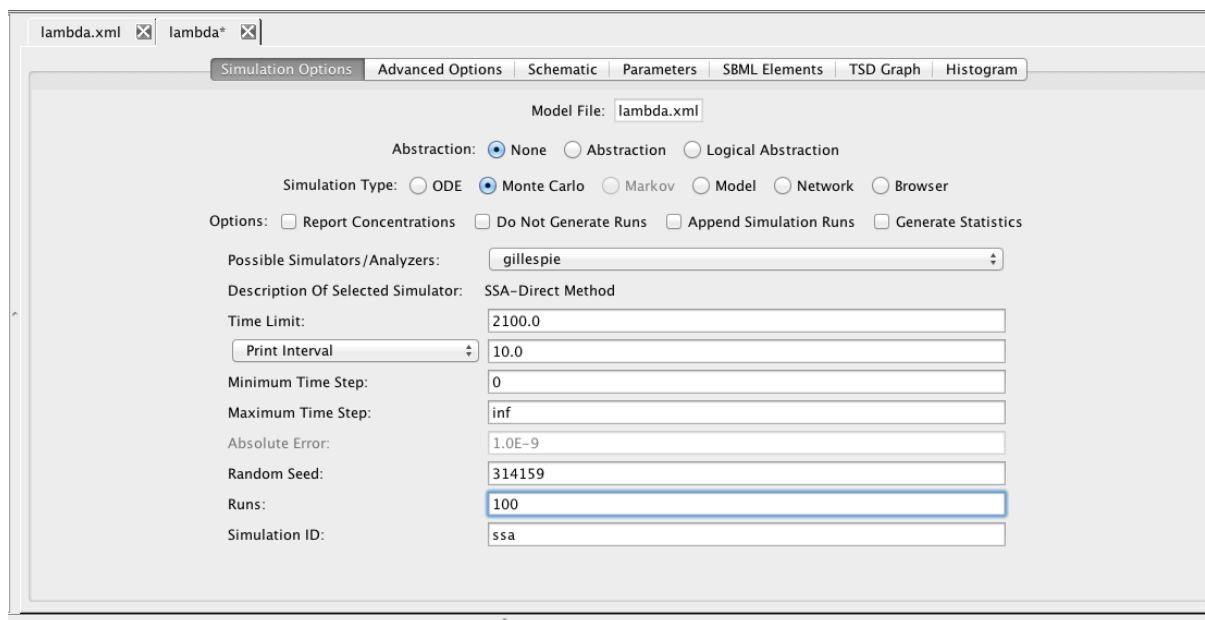 lambda.xml lambda*
Simulation Options Advanced Options Schematic Parameters SBML Elements TSD Graph Histogram
Model File: lambda.xml
Abstraction: None Abstraction Logical Abstraction
Simulation Type: ODE Monte Carlo Markov Model Network Browser
Options: Report Concentrations Do Not Generate Runs Append Simulation Runs Generate Statistics
Possible Simulators/Analyzers: gillespie
Description Of Selected Simulator: SSA-Direct Method
Time Limit: 2100.0
Print Interval 10.0
Minimum Time Step: 0
Maximum Time Step: inf
Absolute Error: 1.0E-9
Random Seed: 314159
Runs: 100
Simulation ID: ssa